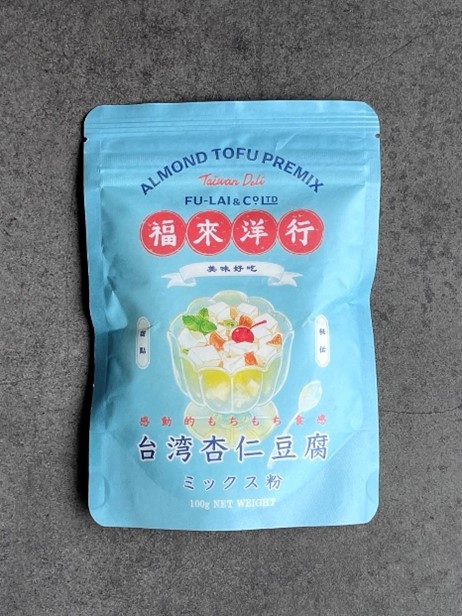 ALMOND TOFU PREMIX
Taiwan Deli
FU-LAI & Cº LTD
福來洋行
美味好吃
甜點
感動的もちもち食感
台湾杏仁豆腐
ミックス粉
100g NET WEIGHT